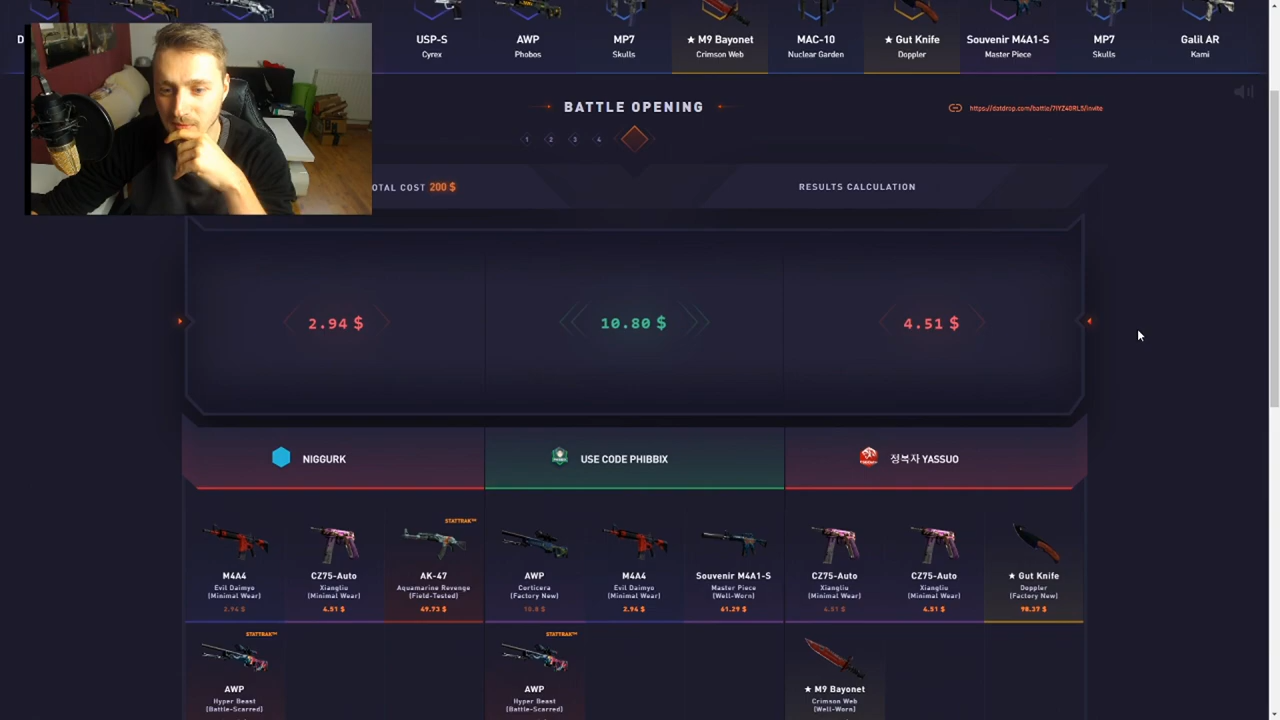 USP-S
Cyrex
AWP
Phobos
MP7
Skulls
★ M9 Bayonet
Crimson Web
MAC-10
Nuclear Garden
★ Gut Knife
Doppler
Souvenir M4A1-S
Master Piece
MP7
Skulls
Galil AR
Kami
BATTLE OPENING
https://datdrop.com/battle/7IYZ40RL5/invite
1 2 3 4
OTAL COST 200 $
RESULTS CALCULATION
2.94 $
10.80 $
4.51 $
NIGGURK
USE CODE PHIBBIX
정복자 YASSUO
M4A4
Evil Daimyo
(Minimal Wear)
2.94 $
CZ75-Auto
Xiangliu
(Minimal Wear)
4.51 $
STATTRAK™
AK-47
Aquamarine Revenge
(Field-Tested)
49.73 $
AWP
Corticera
(Factory New)
10.8 $
M4A4
Evil Daimyo
(Minimal Wear)
2.94 $
Souvenir M4A1-S
Master Piece
(Well-Worn)
61.29 $
CZ75-Auto
Xiangliu
(Minimal Wear)
4.51 $
CZ75-Auto
Xiangliu
(Minimal Wear)
4.51 $
★ Gut Knife
Doppler
(Factory New)
98.37 $
STATTRAK™
AWP
Hyper Beast
(Battle-Scarred)
STATTRAK™
AWP
Hyper Beast
(Battle-Scarred)
★ M9 Bayonet
Crimson Web
(Well-Worn)